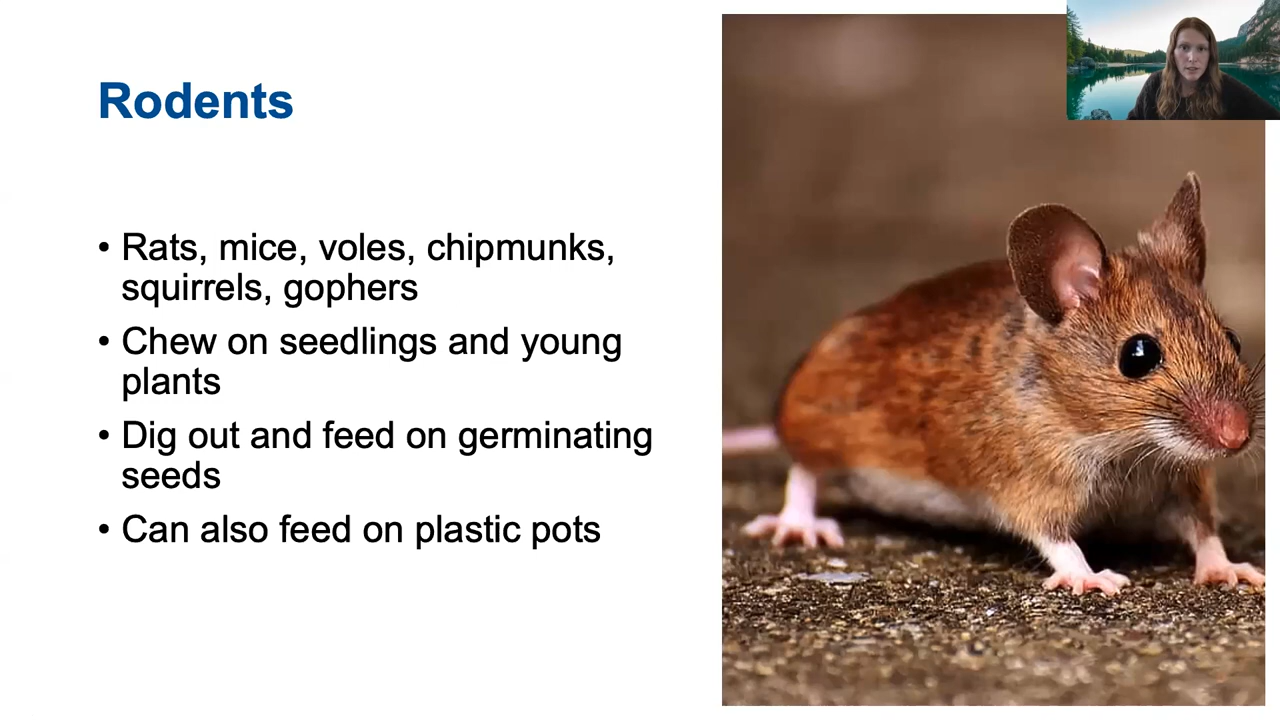 Rodents
• Rats, mice, voles, chipmunks,
squirrels, gophers
• Chew on seedlings and young
plants
• Dig out and feed on germinating
seeds
• Can also feed on plastic pots